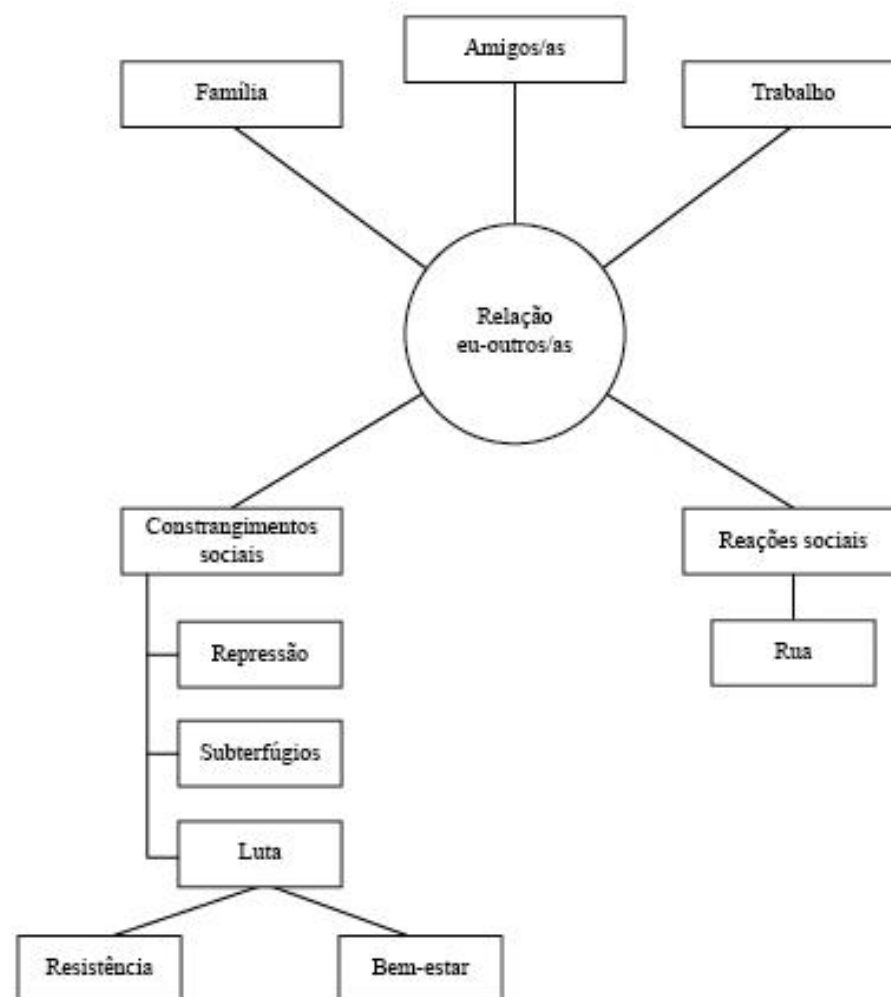 Amigos/as
Família
Trabalho
Relação
eu-outros/as
Constrangimentos
sociais
Reações sociais
Repressão
Rua
Subterfúgios
Luta
Resistência
Bem-estar